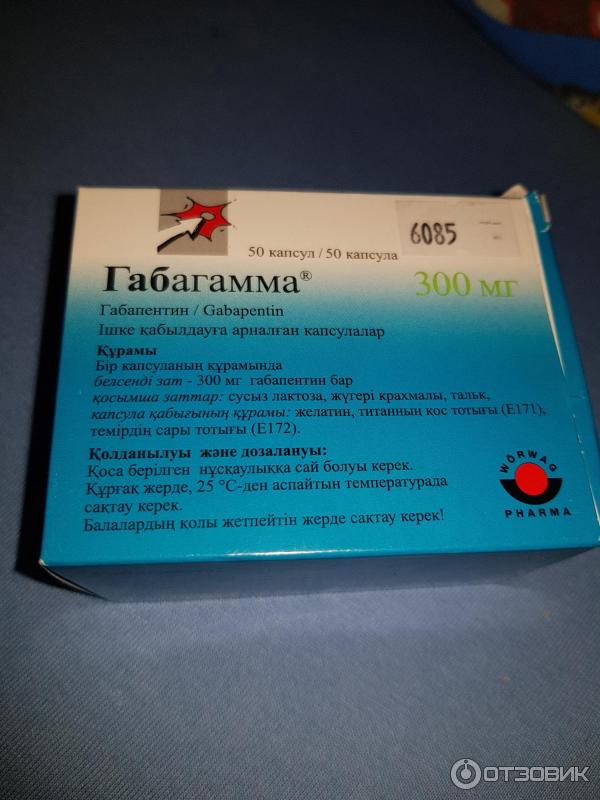 6085
50 капсул / 50 капсула
Габагамма®
300 мг
Габапентин / Gabapentin
Ішке қабылдауға арналған капсулалар
Құрамы
Бір капсуланың құрамында
белсенді зат - 300 мг габапентин бар
қосымша заттар: сусыз лактоза, жүгері крахмалы, тальк,
капсула қабығының құрамы: желатин, титанның қос тотығы (Е171),
темірдің сары тотығы (Е172).
Қолданылуы және дозалануы:
Қоса берілген нұсқаулыққа сай болуы керек.
Құрғақ жерде, 25 °С-ден аспайтын температурада
сақтау керек.
Балалардың қолы жетпейтін жерде сақтау керек!
WÖRWAG
PHARMA
ОТЗОВИК